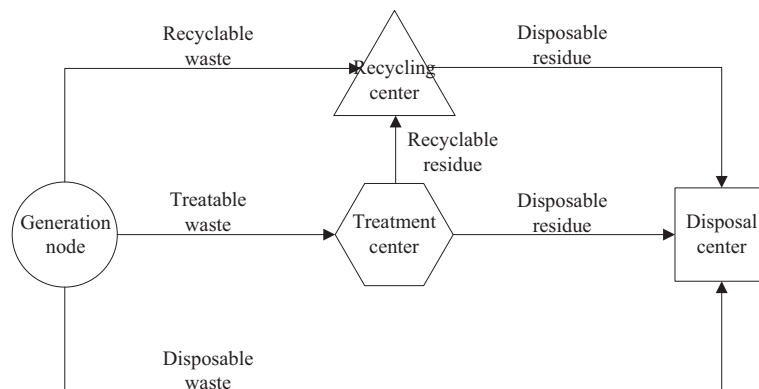 Recyclable
waste
Disposable
residue
Recycling
center
Recyclable
residue
Generation
node
Treatable
waste
Treatment
center
Disposable
residue
Disposal
center
Disposable
waste